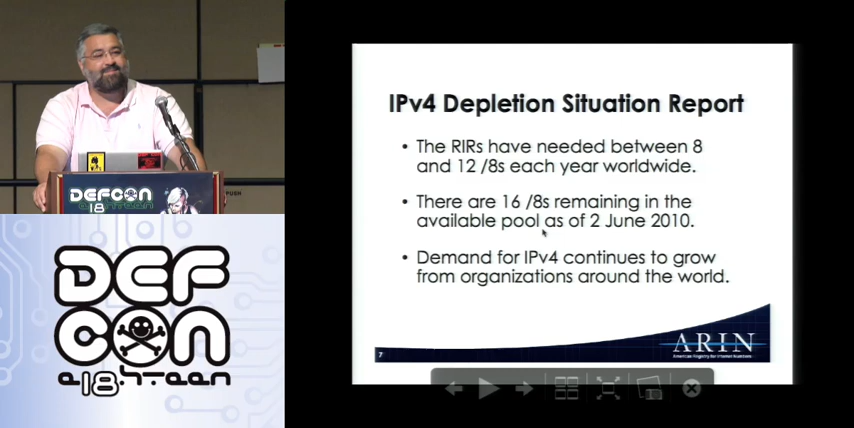 IPv4 Depletion Situation Report
• The RIRs have needed between 8
and 12 /8s each year worldwide.
• There are 16 /8s remaining in the
available pool as of 2 June 2010.
• Demand for IPv4 continues to grow
from organizations around the world.
7
ARIN
American Registry for Internet Numbers
PUSH
DEFCON
e18hteen
DEF
CON
e18hteen